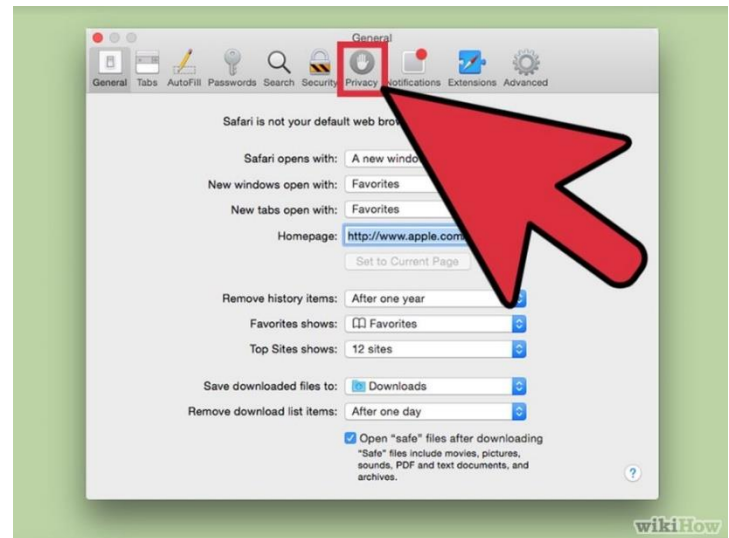 General
General Tabs AutoFill Passwords Search Security Privacy Notifications Extensions Advanced
Safari is not your default web
Safari opens with: A new window
New windows open with: Favorites
New tabs open with: Favorites
Homepage: http://www.apple.com
Set to Current Page
Remove history items: After one year
Favorites shows: Favorites
Top Sites shows: 12 sites
Save downloaded files to: Downloads
Remove download list items: After one day
Open “safe” files after downloading
“Safe” files include movies, pictures,
sounds, PDF and text documents, and
archives.
?
wikiHow